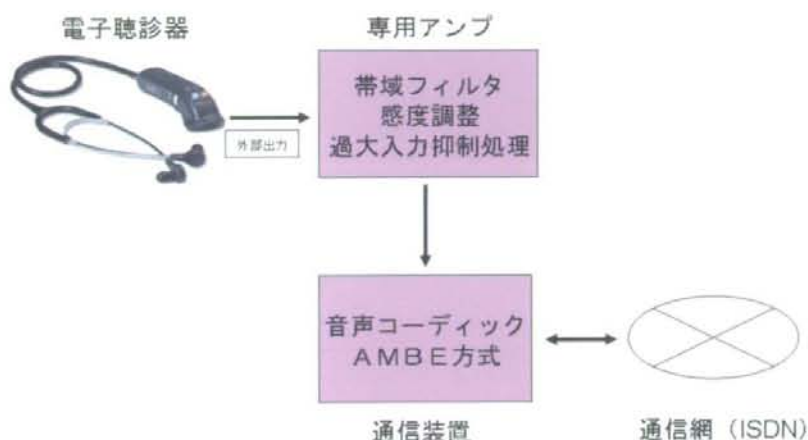 電子聴診器
専用アンプ
帯域フィルタ
感度調整
過大入力抑制処理
外部出力
音声コーディック
ＡＭＢＥ方式
通信装置
通信網（ISDN）